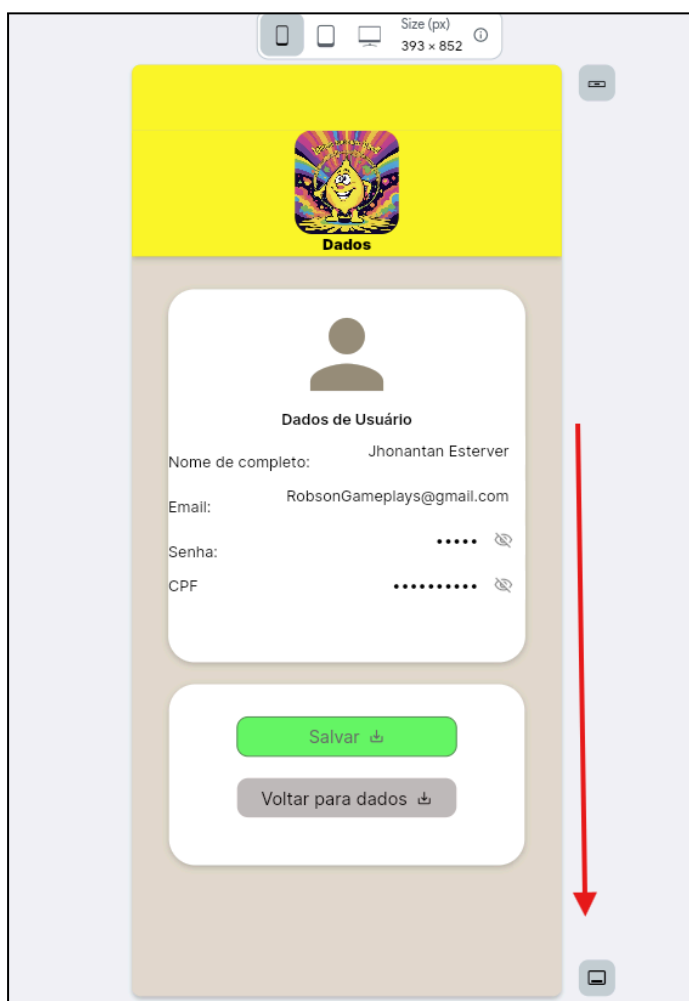 Size (px)
393 × 852
Dados
Dados de Usuário
Nome de completo: Jhonantan Esterver
Email: RobsonGameplays@gmail.com
Senha: •••••
CPF ••••••••••
Salvar
Voltar para dados